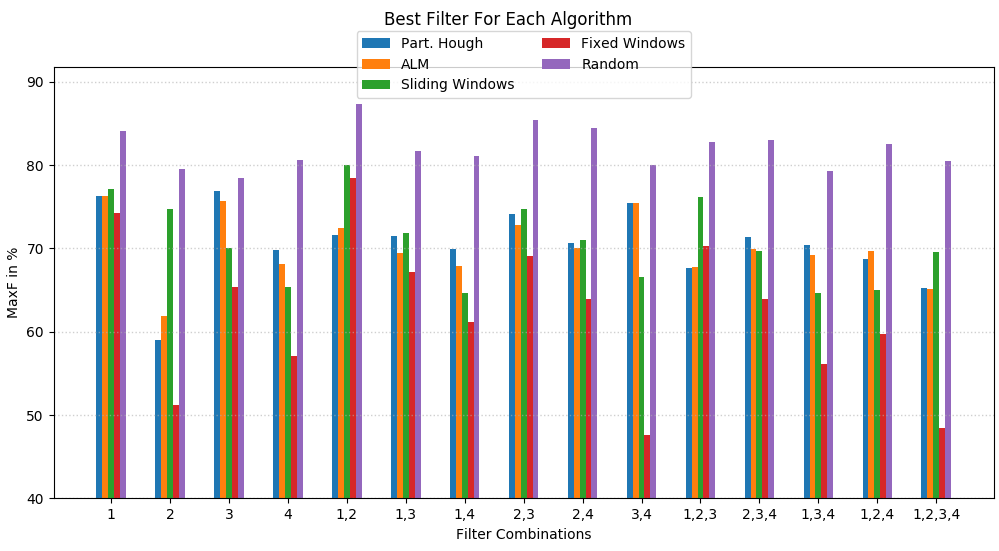 Best Filter For Each Algorithm
Part. Hough
ALM
Sliding Windows
Fixed Windows
Random
MaxF in %
90
80
70
60
50
40
1 2 3 4 1,2 1,3 1,4 2,3 2,4 3,4 1,2,3 2,3,4 1,3,4 1,2,4 1,2,3,4
Filter Combinations